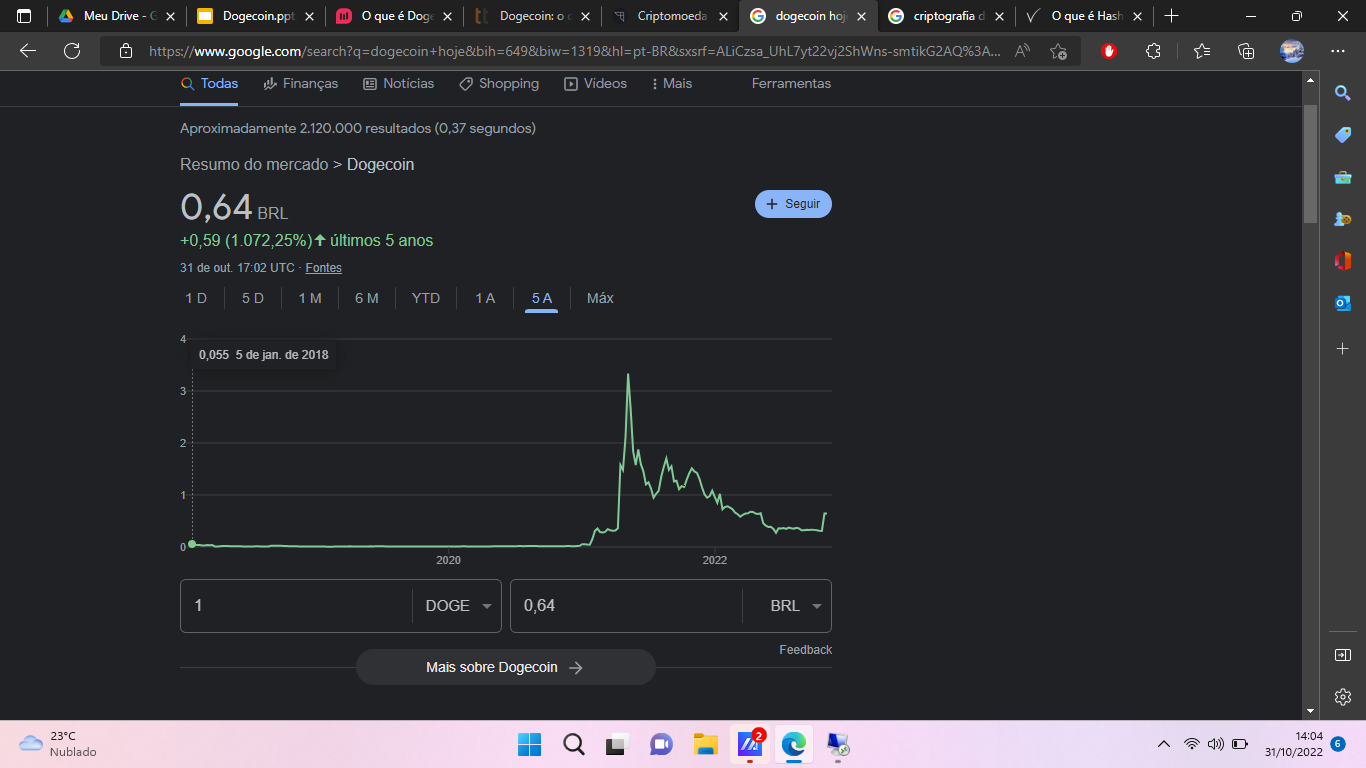 Meu Drive - G
Dogecoin.ppt
O que é Doge
Dogecoin: o
Criptomoeda
dogecoin hoj
criptografia d
O que é Hash
https://www.google.com/search?q=dogecoin+hoje&bih=649&biw=1319&hl=pt-BR&sxsrf=ALiCzsa_UhL7yt22vj2ShWns-smtikG2AQ%3A...
Todas
Finanças
Notícias
Shopping
Vídeos
Mais
Ferramentas
Aproximadamente 2.120.000 resultados (0,37 segundos)
Resumo do mercado > Dogecoin
0,64 BRL
+ Seguir
+0,59 (1.072,25%) últimos 5 anos
31 de out. 17:02 UTC · Fontes
1 D
5 D
1 M
6 M
YTD
1 A
5 A
Máx
4
0,055 5 de jan. de 2018
3
2
1
0
2020
2022
1
DOGE
0,64
BRL
Feedback
Mais sobre Dogecoin
23°C
Nublado
2
14:04
31/10/2022
6